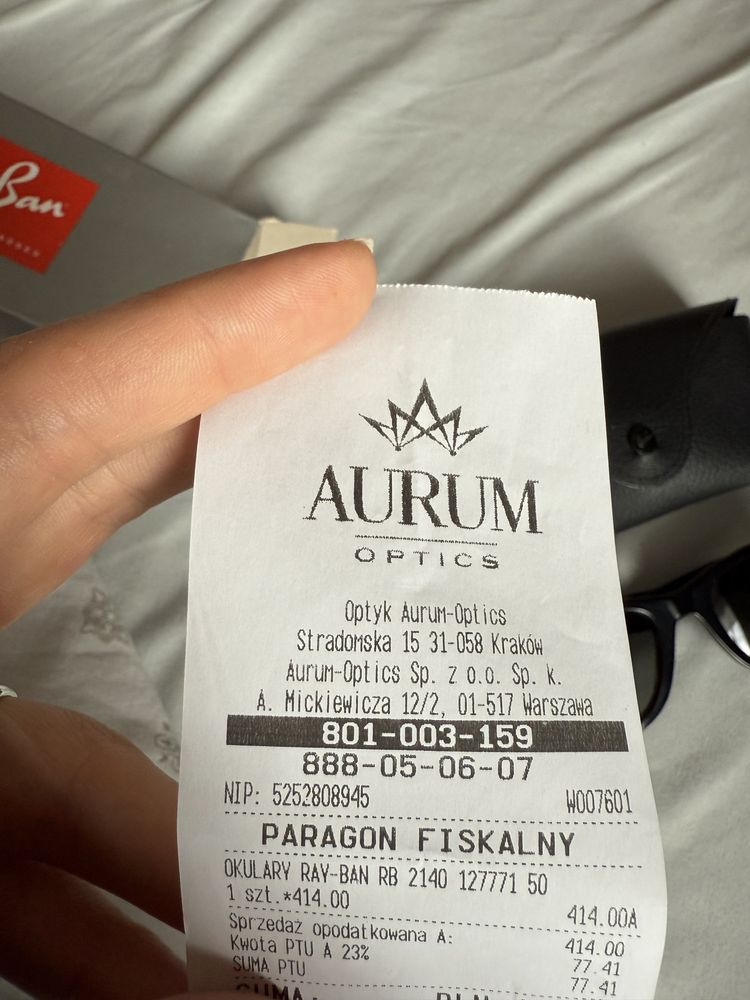 Ban
AURUM
OPTICS
Optyk Aurum-Optics
Stradomska 15 31-058 Kraków
Aurum-Optics Sp. z o.o. Sp. k.
A. Mickiewicza 12/2, 01-517 Warszawa
801-003-159
888-05-06-07
NIP: 5252808945 W007601
PARAGON FISKALNY
OKULARY RAY-BAN RB 2140 127771 50
1 szt.*414.00 414.00A
Sprzedaż opodatkowana A: 414.00
Kwota PTU A 23% 77.41
SUMA PTU 77.41
SUMA: PLN